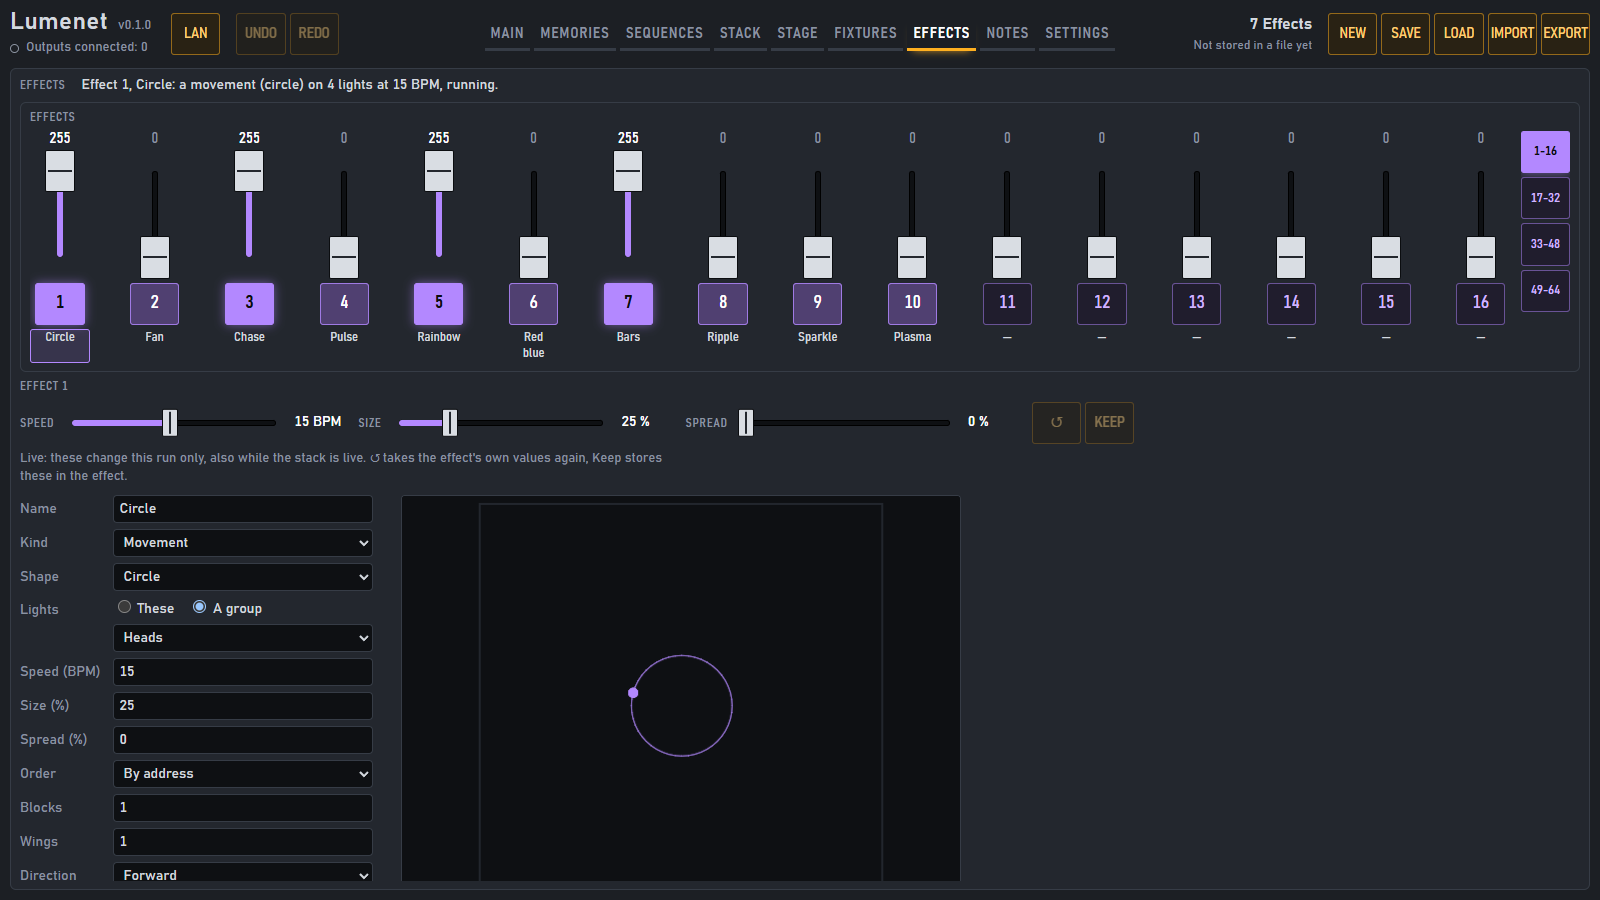 Lumenet v0.1.0
Outputs connected: 0
LAN
UNDO
REDO
MAIN
MEMORIES
SEQUENCES
STACK
STAGE
FIXTURES
EFFECTS
NOTES
SETTINGS
7 Effects
Not stored in a file yet
NEW
SAVE
LOAD
IMPORT
EXPORT
EFFECTS Effect 1, Circle: a movement (circle) on 4 lights at 15 BPM, running.
EFFECTS
255 0 255 0 255 0 255 0 0 0 0 0 0 0 0 0
1-16
17-32
33-48
49-64
1 2 3 4 5 6 7 8 9 10 11 12 13 14 15 16
Circle Fan Chase Pulse Rainbow Red Bars Ripple Sparkle Plasma – – – – – –
blue
EFFECT 1
SPEED 15 BPM SIZE 25 % SPREAD 0 % ↺ KEEP
Live: these change this run only, also while the stack is live. ↺ takes the effect's own values again, Keep stores
these in the effect.
Name Circle
Kind Movement
Shape Circle
Lights These A group
Heads
Speed (BPM) 15
Size (%) 25
Spread (%) 0
Order By address
Blocks 1
Wings 1
Direction Forward